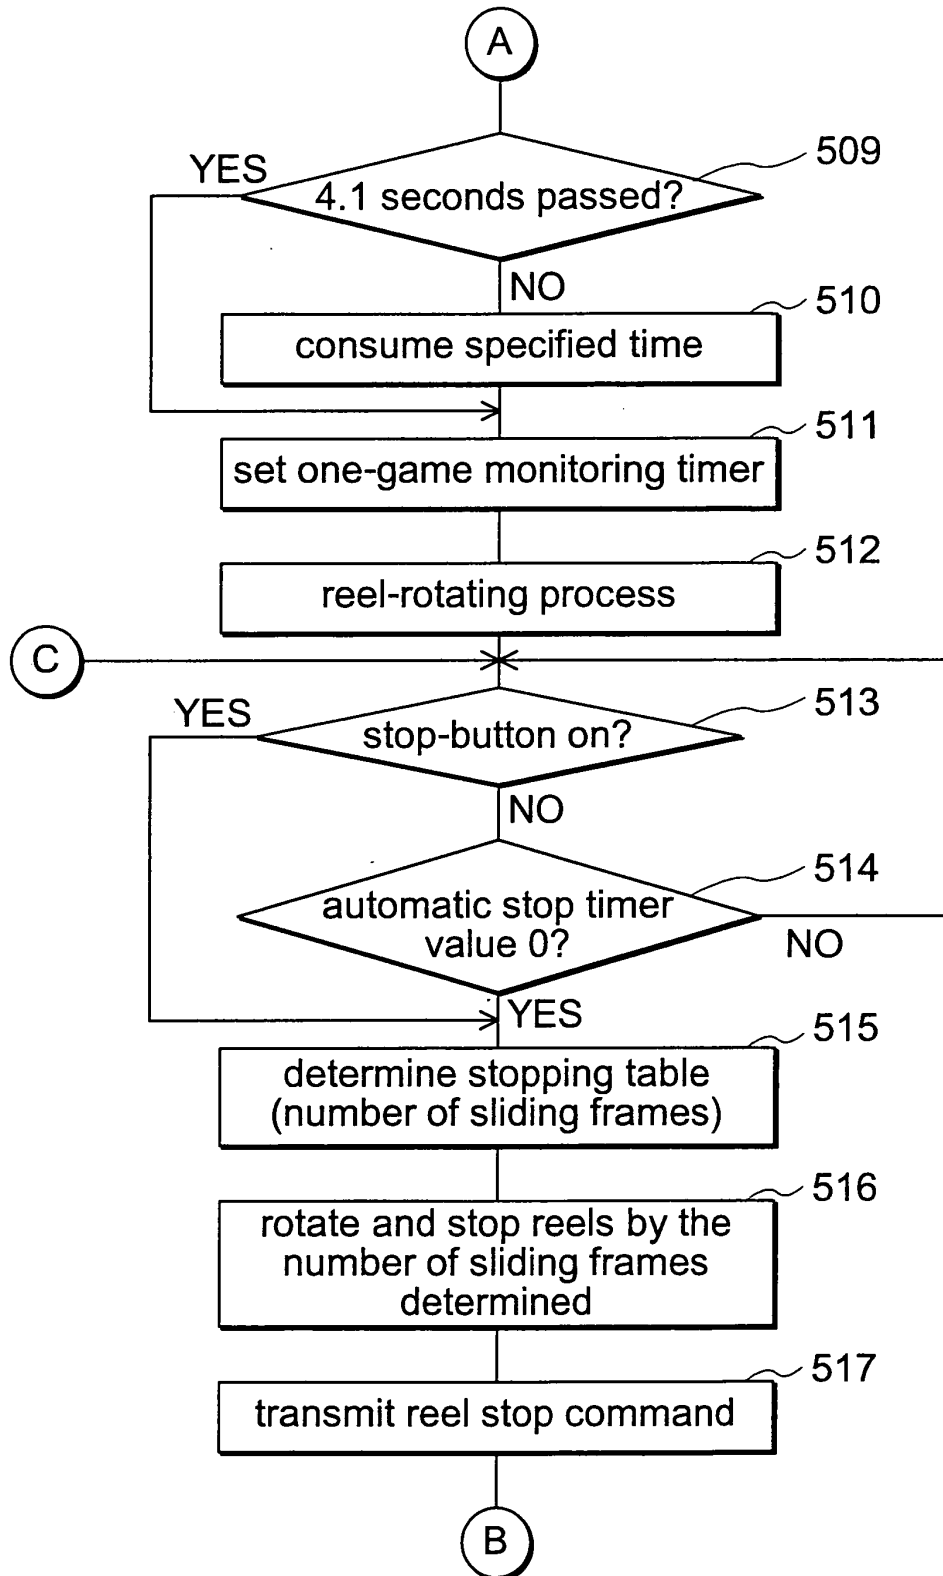 A
509
YES
4.1 seconds passed?
NO
510
consume specified time
511
set one-game monitoring timer
512
reel-rotating process
C
513
YES
stop-button on?
NO
514
automatic stop timer
value 0?
NO
YES
515
determine stopping table
(number of sliding frames)
516
rotate and stop reels by the
number of sliding frames
determined
517
transmit reel stop command
B